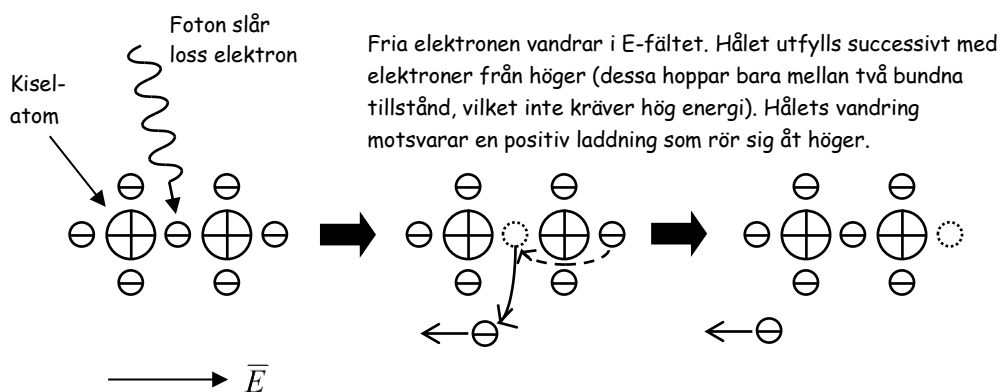 Foton slår
loss elektron
Kisel-
atom
Fria elektronen vandrar i E-fältet. Hålet utfylls successivt med
elektroner från höger (dessa hoppar bara mellan två bundna
tillstånd, vilket inte kräver hög energi). Hålets vandring
motsvarar en positiv laddning som rör sig åt höger.
E